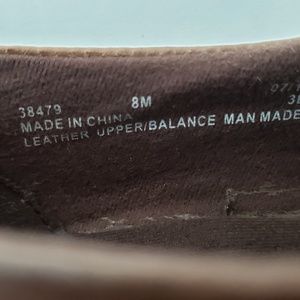 38479 8M
MADE IN CHINA
LEATHER UPPER/BALANCE MAN MADE